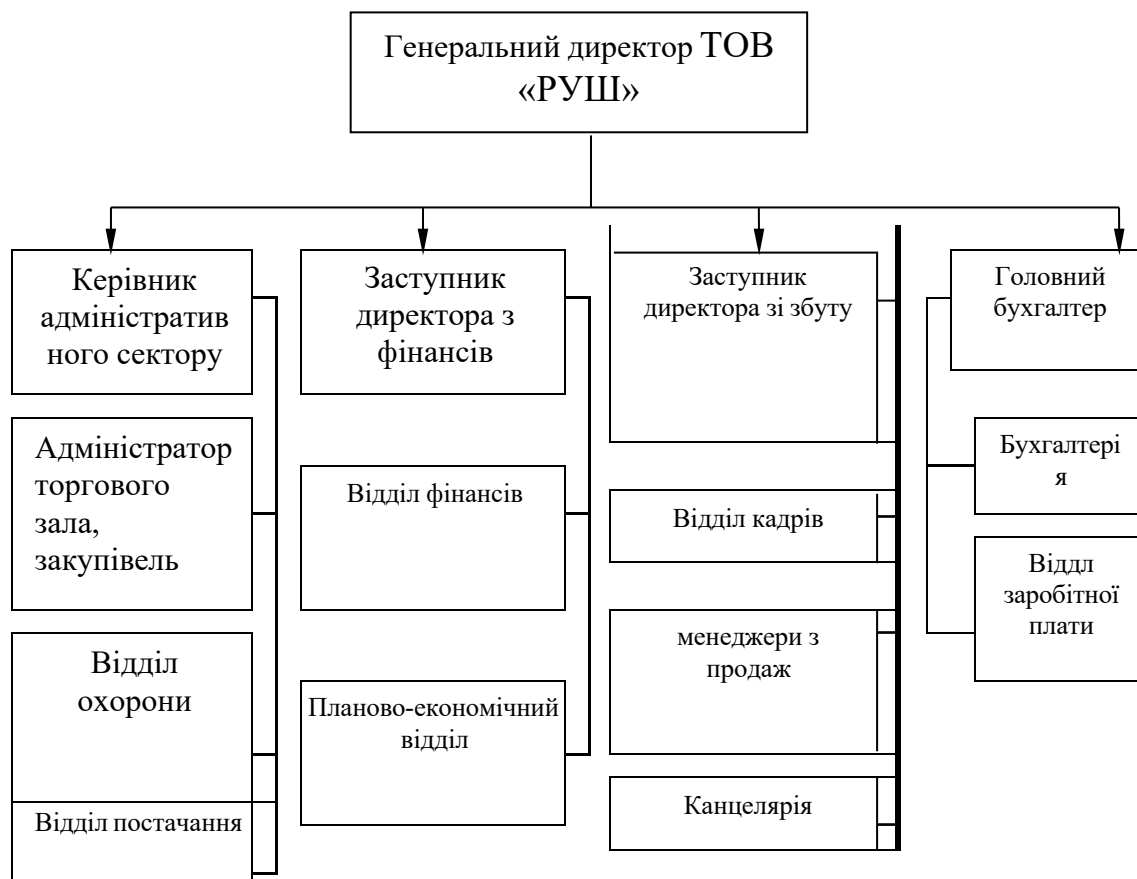 Генеральний директор ТОВ
«РУШ»
Керівник
адміністратив
ного сектору
Заступник
директора з
фінансів
Заступник
директора зі збуту
Головний
бухгалтер
Адміністратор
торгового
зала,
закупівель
Відділ фінансів
Відділ кадрів
Бухгалтері
я
Відділ
охорони
Планово-економічний
відділ
менеджери з
продаж
Віддл
заробітної
плати
Відділ постачання
Канцелярія